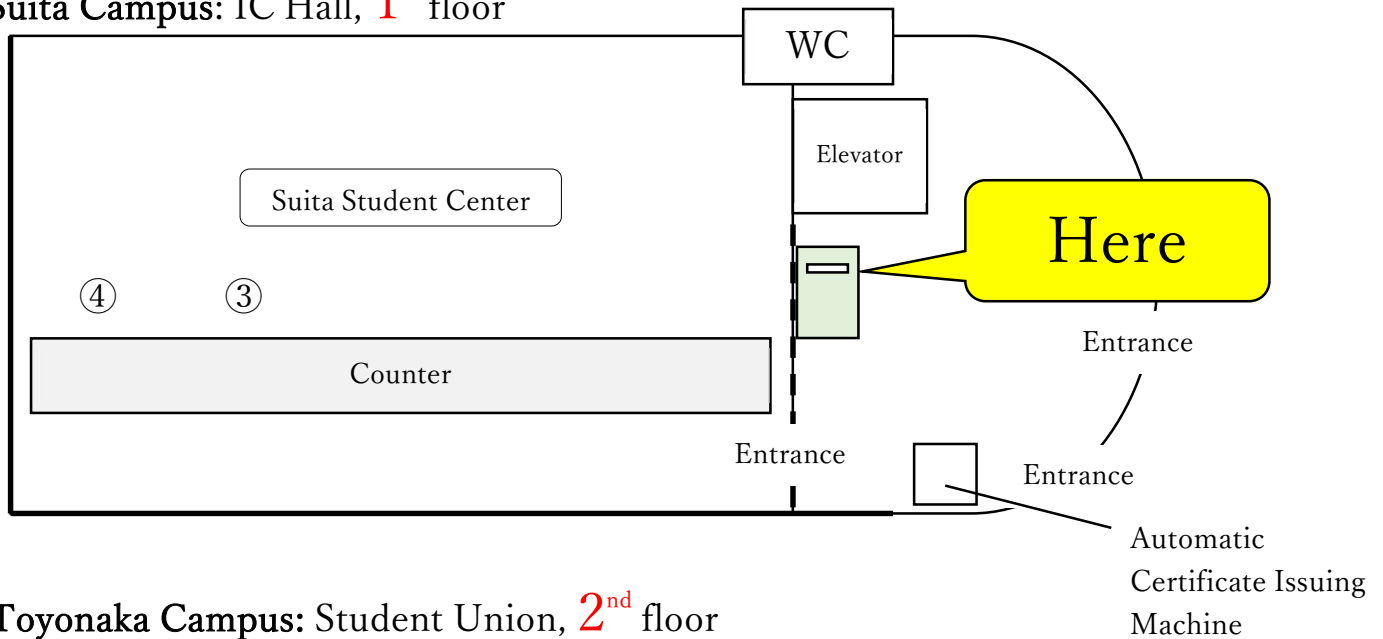 Suita Campus: IC Hall, 1 floor
WC
Elevator
Suita Student Center
Here
④ ③
Entrance
Counter
Entrance
Entrance
Automatic
Certificate Issuing
Machine
Toyonaka Campus: Student Union, 2nd floor